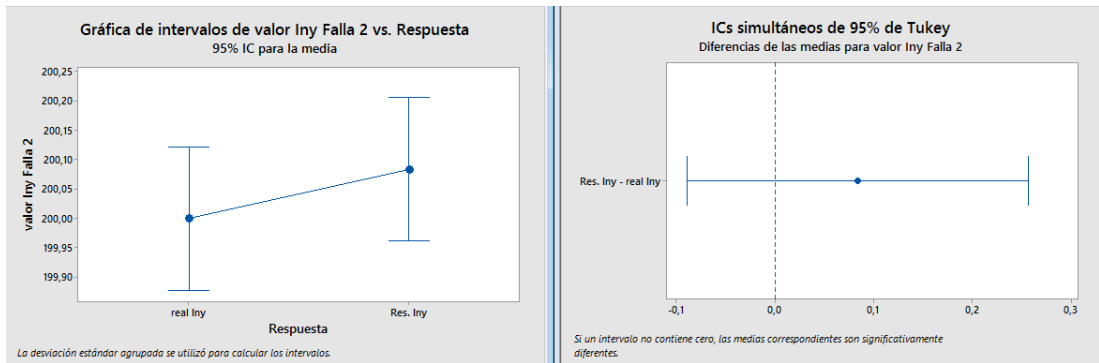 Gráfica de intervalos de valor Iny Falla 2 vs. Respuesta
95% IC para la media
valor Iny Falla 2
200,25
200,20
200,15
200,10
200,05
200,00
199,95
199,90
real Iny
Res. Iny
Respuesta
La desviación estándar agrupada se utilizó para calcular los intervalos.
ICs simultáneos de 95% de Tukey
Diferencias de las medias para valor Iny Falla 2
Res. Iny - real Iny
-0,1
0,0
0,1
0,2
0,3
Si un intervalo no contiene cero, las medias correspondientes son significativamente
diferentes.